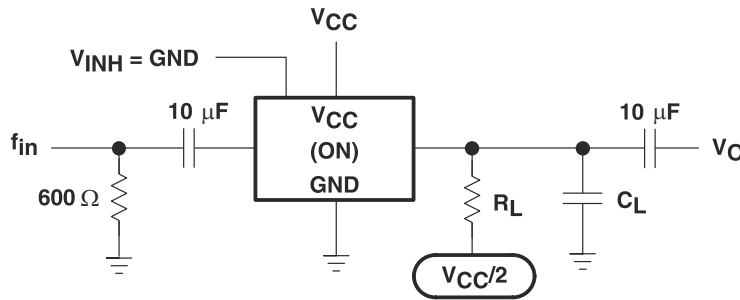 VCC
VINH = GND
10 μF
VCC
10 μF
fin
(ON)
VO
600 Ω
GND
RL
CL
VCC/2